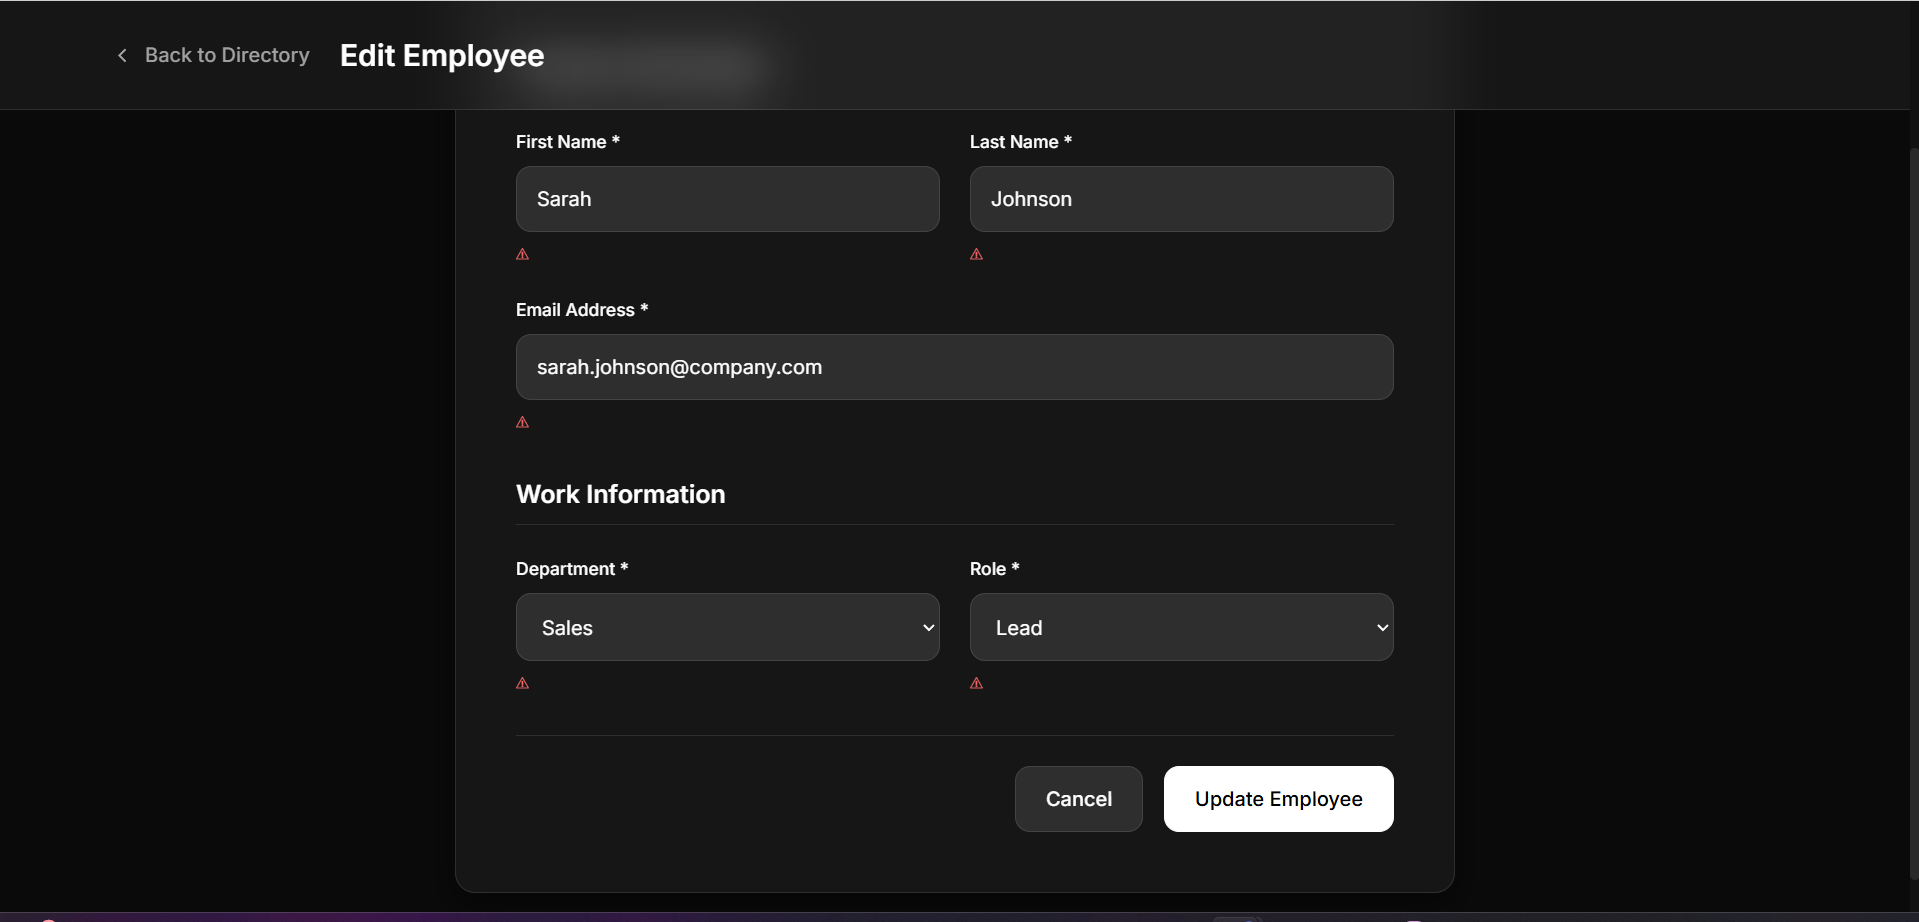 Back to Directory
Edit Employee
First Name *
Last Name *
Sarah
Johnson
⚠
⚠
Email Address *
sarah.johnson@company.com
⚠
Work Information
Department *
Role *
Sales
Lead
⚠
⚠
Cancel
Update Employee